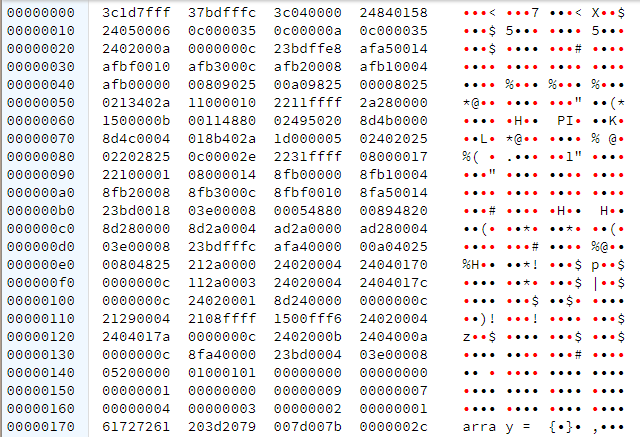 00000000 3c1d7fff 37bdfffc 3c040000 24840158 •••<•••7•••<X••$
00000010 24050006 0c000035 0c00000a 0c000035 •••$5•••••••5•••
00000020 2402000a 0000000c 23bdffe8 afa50014 •••$•••••••#••••
00000030 afbf0010 afb3000c afb20008 afb10004 ••••••••••••••••
00000040 afb00000 00809025 00a09825 00008025 ••••%•••%•••%•••
00000050 0213402a 11000010 2211ffff 2a280000 *@•••••••••"••(*
00000060 1500000b 00114880 02495020 8d4b0000 •••••H•• PI•••K•
00000070 8d4c0004 018b402a 1d000005 02402025 ••L•*@••••••% @•
00000080 02202825 0c00002e 2231ffff 08000017 %( •.•••••1"••••
00000090 22100001 08000014 8fb00000 8fb10004 •••"••••••••••••
000000a0 8fb20008 8fb3000c 8fbf0010 8fa50014 ••••••••••••••••
000000b0 23bd0018 03e00008 00054880 00894820 •••#•••••H•• H••
000000c0 8d280000 8d2a0004 ad2a0000 ad280004 ••(•••*•••*•••(•
000000d0 03e00008 23bdfffc afa40000 00a04025 •••••••#••••%@••
000000e0 00804825 212a0000 24020004 24040170 %H••••*!•••$p••$
000000f0 0000000c 112a0003 24020004 2404017c ••••••*••••$|••$
00000100 0000000c 24020001 8d240000 0000000c •••••••$••$•••••
00000110 21290004 2108ffff 1500fff6 24020004 ••)!•••!•••••••$
00000120 2404017a 0000000c 2402000b 2404000a z••$•••••••$•••$
00000130 0000000c 8fa40000 23bd0004 03e00008 •••••••••••#••••
00000140 05200000 01000101 00000000 00000000 •• •••••••••••••
00000150 00000001 00000000 00000009 00000007 ••••••••••••••••
00000160 00000004 00000003 00000002 00000001 ••••••••••••••••
00000170 61727261 203d2079 007d007b 0000002c array = {•}•,•••